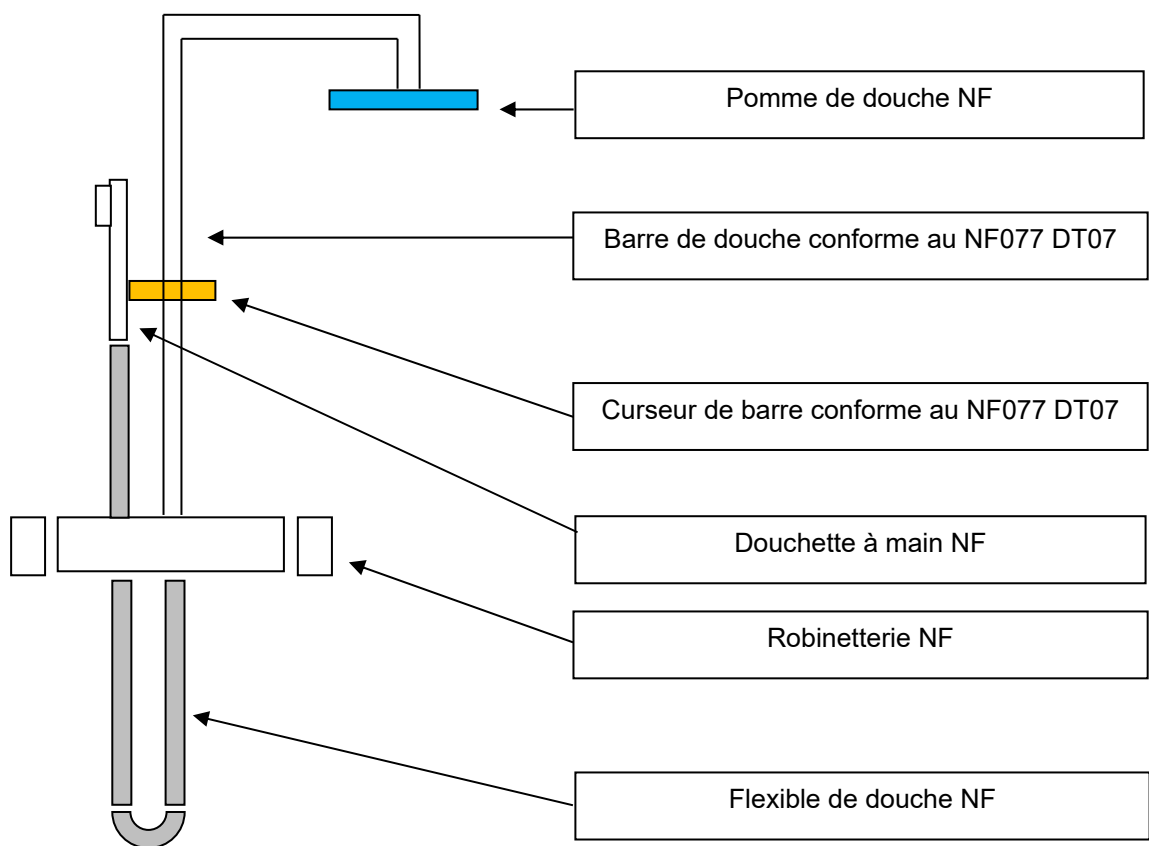 Pomme de douche NF
Barre de douche conforme au NF077 DT07
Curseur de barre conforme au NF077 DT07
Douchette à main NF
Robinetterie NF
Flexible de douche NF